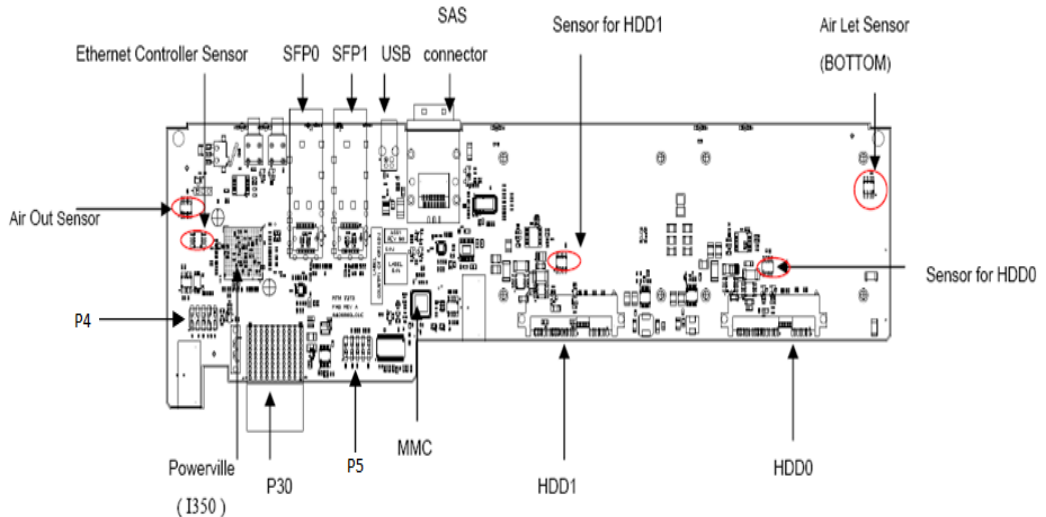 SAS
connector
Sensor for HDD1
Air Let Sensor
(BOTTOM)
Ethernet Controller Sensor
SFP0
SFP1
USB
Air Out Sensor
Sensor for HDD0
P4
LABEL
Powerville
( I350 )
P30
P5
MMC
HDD1
HDD0